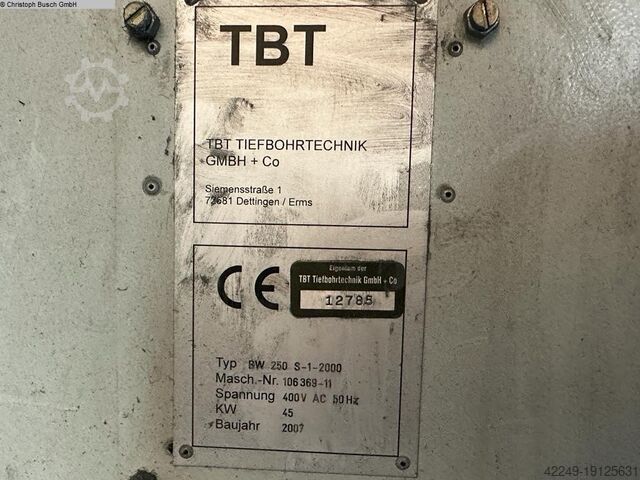 © Christoph Busch GmbH
TBT
TBT TIEFBOHRTECHNIK
GMBH + Co
Siemensstraße 1
72581 Dettingen / Erms
CE
Eigentum der
TBT Tiefbohrtechnik GmbH + Co
12785
Typ BW 250 S-1-2000
Masch.-Nr. 106369-11
Spannung 400V AC 50Hz
KW 45
Baujahr 2007
42249-19125631